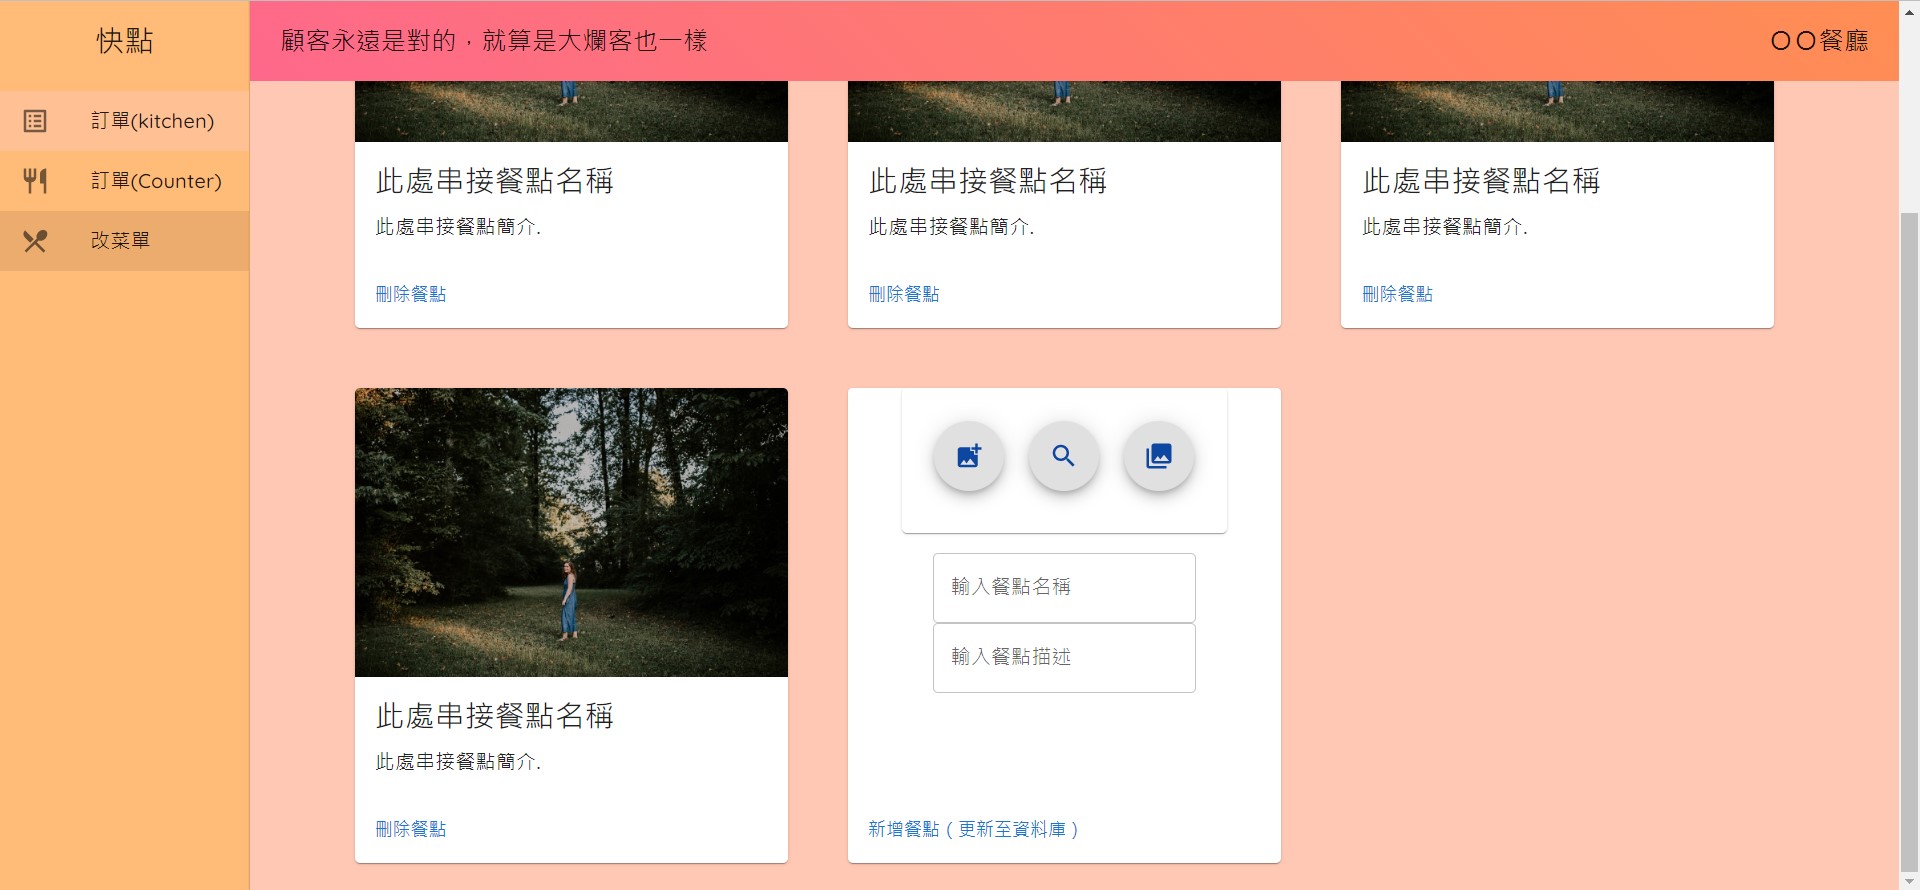 快點
顧客永遠是對的，就算是大爛客也一樣
○○餐廳
訂單(kitchen)
訂單(Counter)
改菜單
此處串接餐點名稱
此處串接餐點簡介.
刪除餐點
此處串接餐點名稱
此處串接餐點簡介.
刪除餐點
此處串接餐點名稱
此處串接餐點簡介.
刪除餐點
此處串接餐點名稱
此處串接餐點簡介.
刪除餐點
輸入餐點名稱
輸入餐點描述
新增餐點 ( 更新至資料庫 )